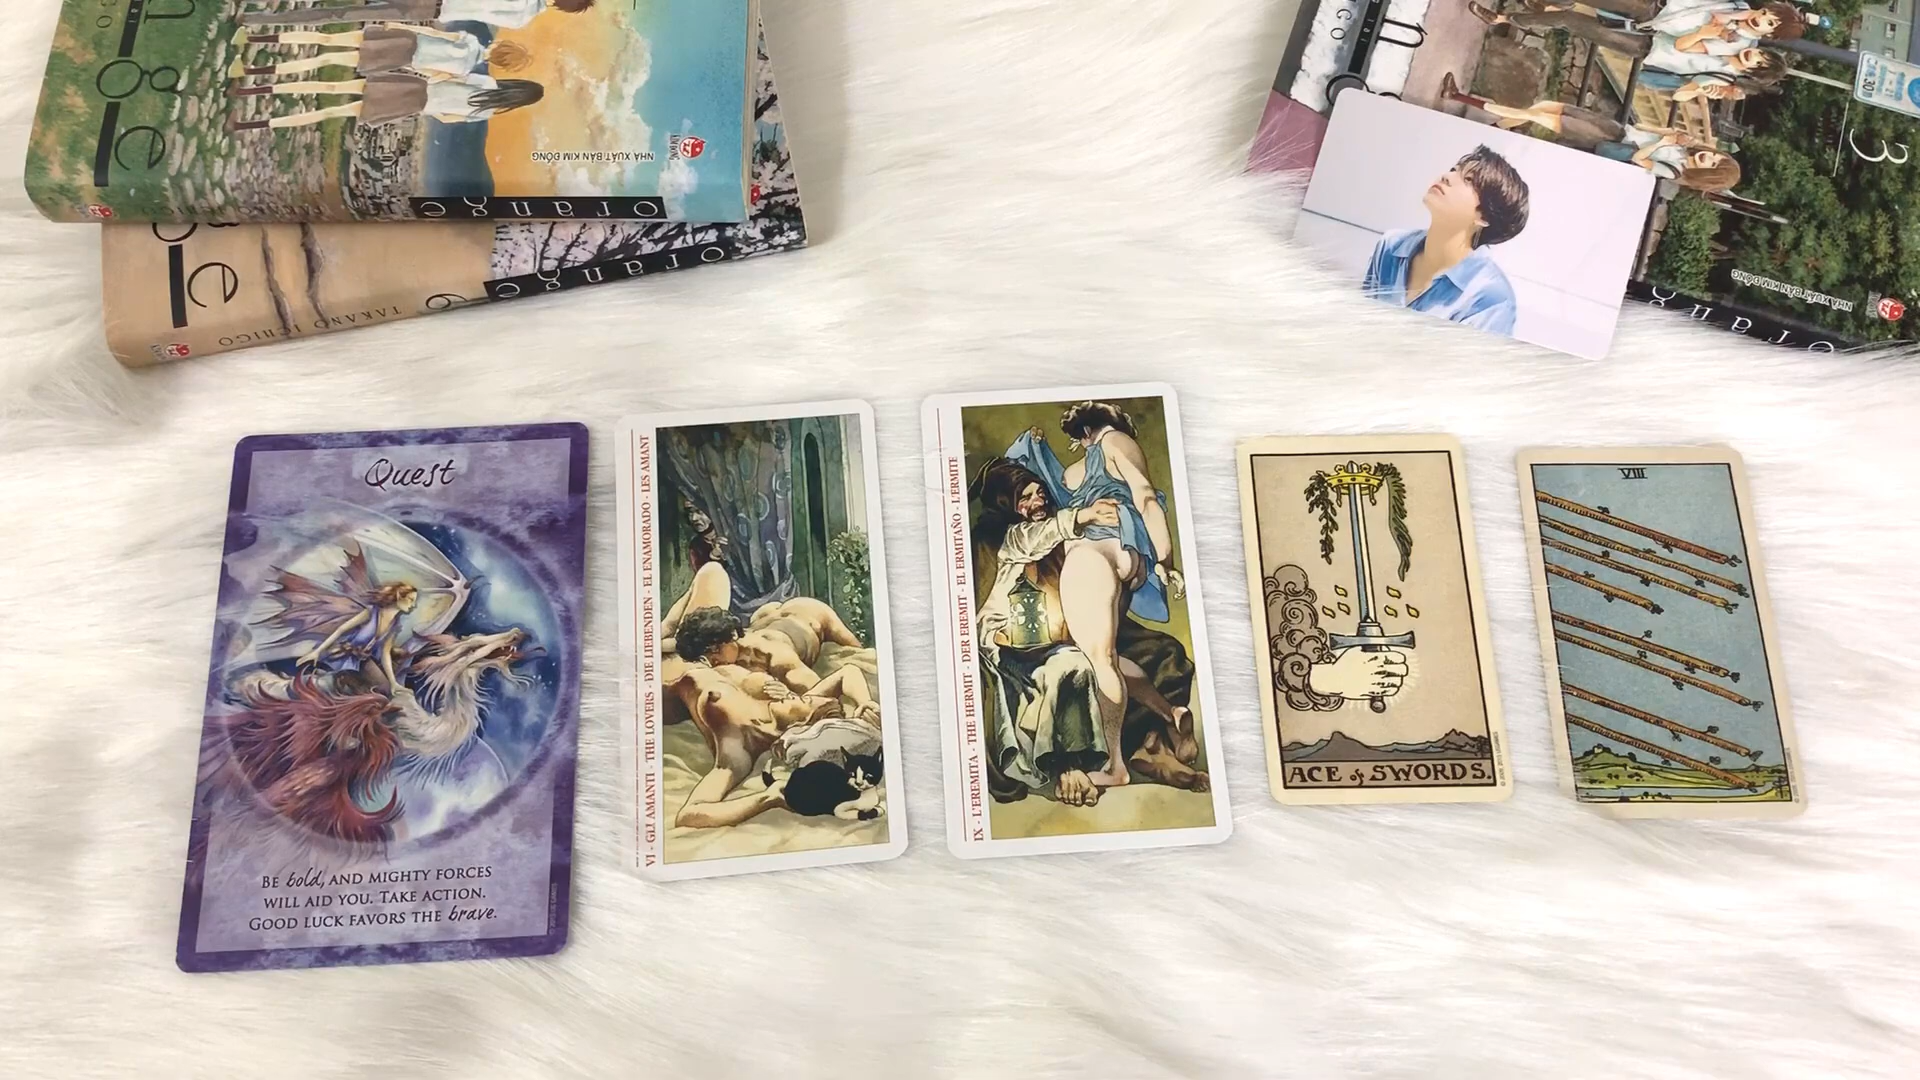 nge
NHÀ XUẤT BẢN KIM ĐỒNG
orange
e
orange
6
TAKANO ICHIGO
3
NHÀ XUẤT BẢN KIM ĐỒNG
Quest
BE bold, AND MIGHTY FORCES
WILL AID YOU. TAKE ACTION.
GOOD LUCK FAVORS THE brave.
VI - GLI AMANTI - THE LOVERS - DIE LIEBENDEN - EL ENAMORADO - LES AMANT
IX - L'EREMITA - THE HERMIT - DER EREMIT - EL ERMITAÑO - L'ERMITE
ACE of SWORDS.
VIII